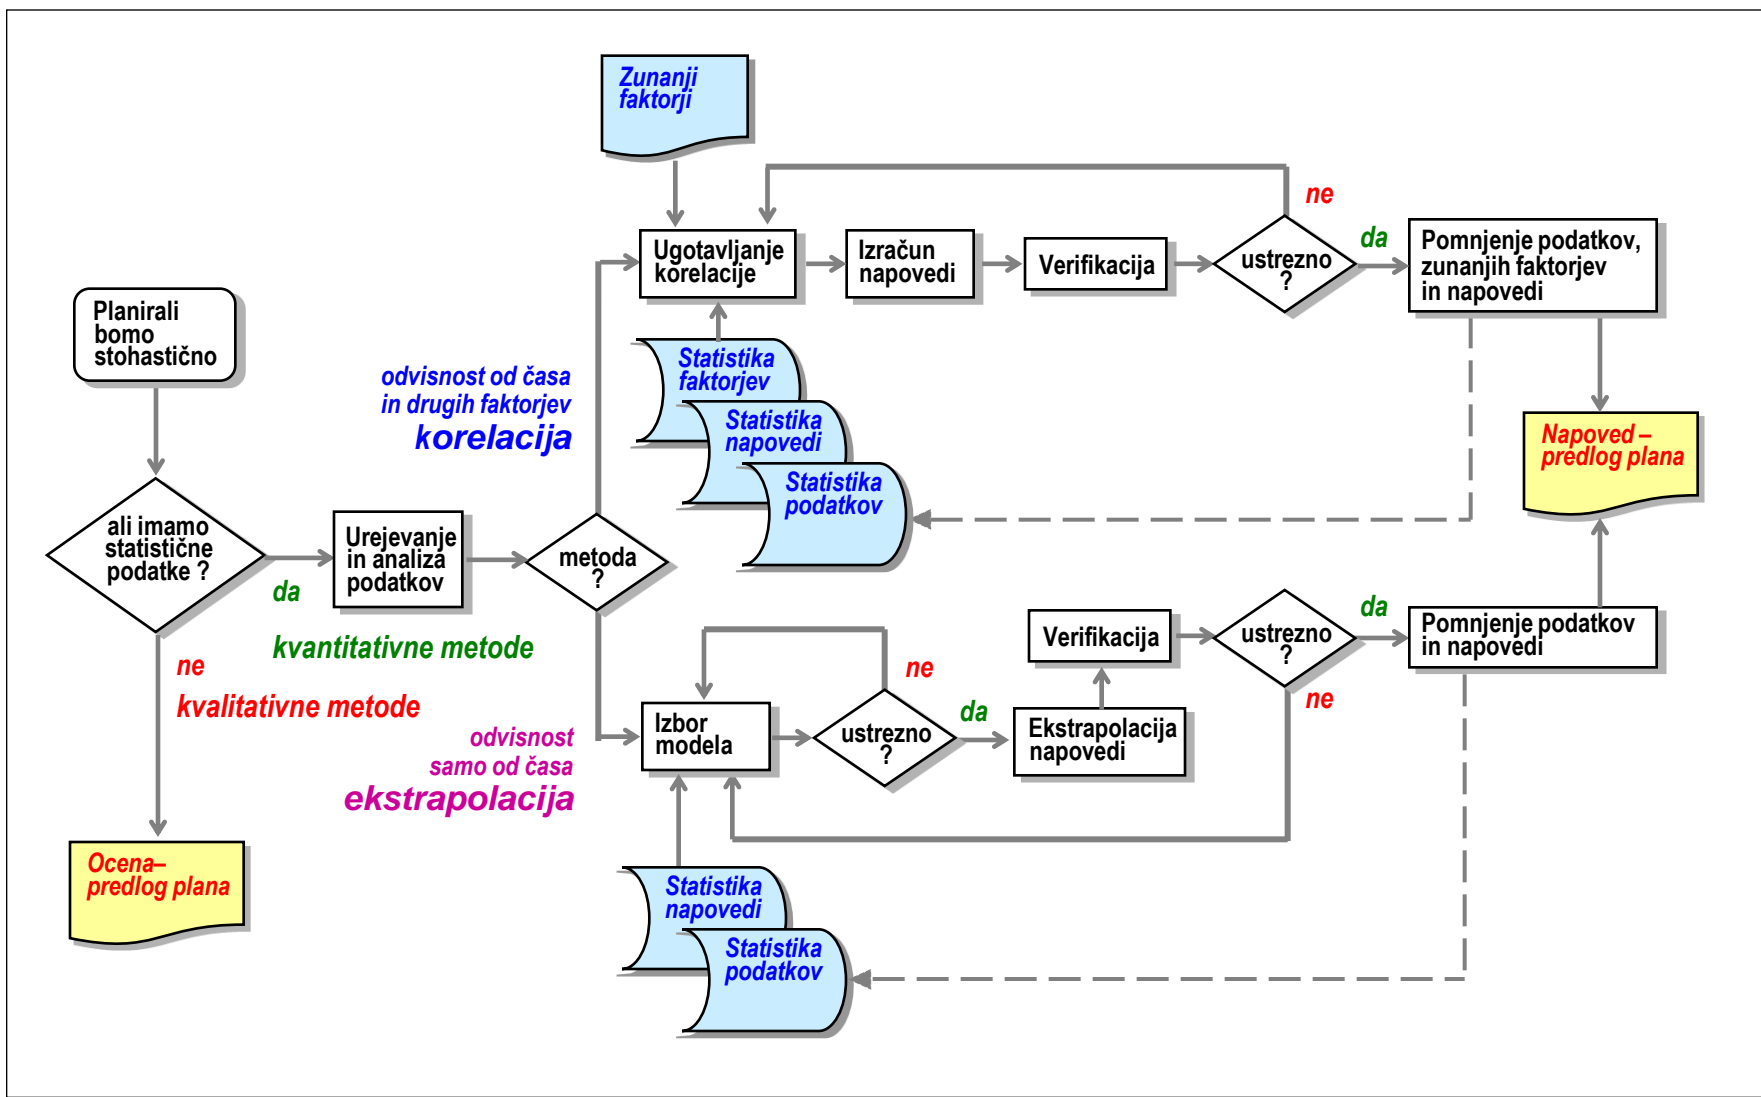 Zunanji
faktorji
ne
Ugotavljanje
korelacije
Izračun
napovedi
Verifikacija
ustrezno
?
da
Pomnjenje podatkov,
zunanjih faktorjev
in napovedi
Planirali
bomo
stohastično
odvisnost od časa
in drugih faktorjev
korelacija
Statistika
faktorjev
Statistika
napovedi
Statistika
podatkov
Napoved –
predlog plana
ali imamo
statistične
podatke ?
da
Urejevanje
in analiza
podatkov
metoda
?
kvantitativne metode
ne
kvalitativne metode
odvisnost
samo od časa
ekstrapolacija
Izbor
modela
ne
ustrezno
?
da
Ekstrapolacija
napovedi
Verifikacija
ustrezno
?
da
ne
Pomnjenje podatkov
in napovedi
Ocena–
predlog plana
Statistika
napovedi
Statistika
podatkov